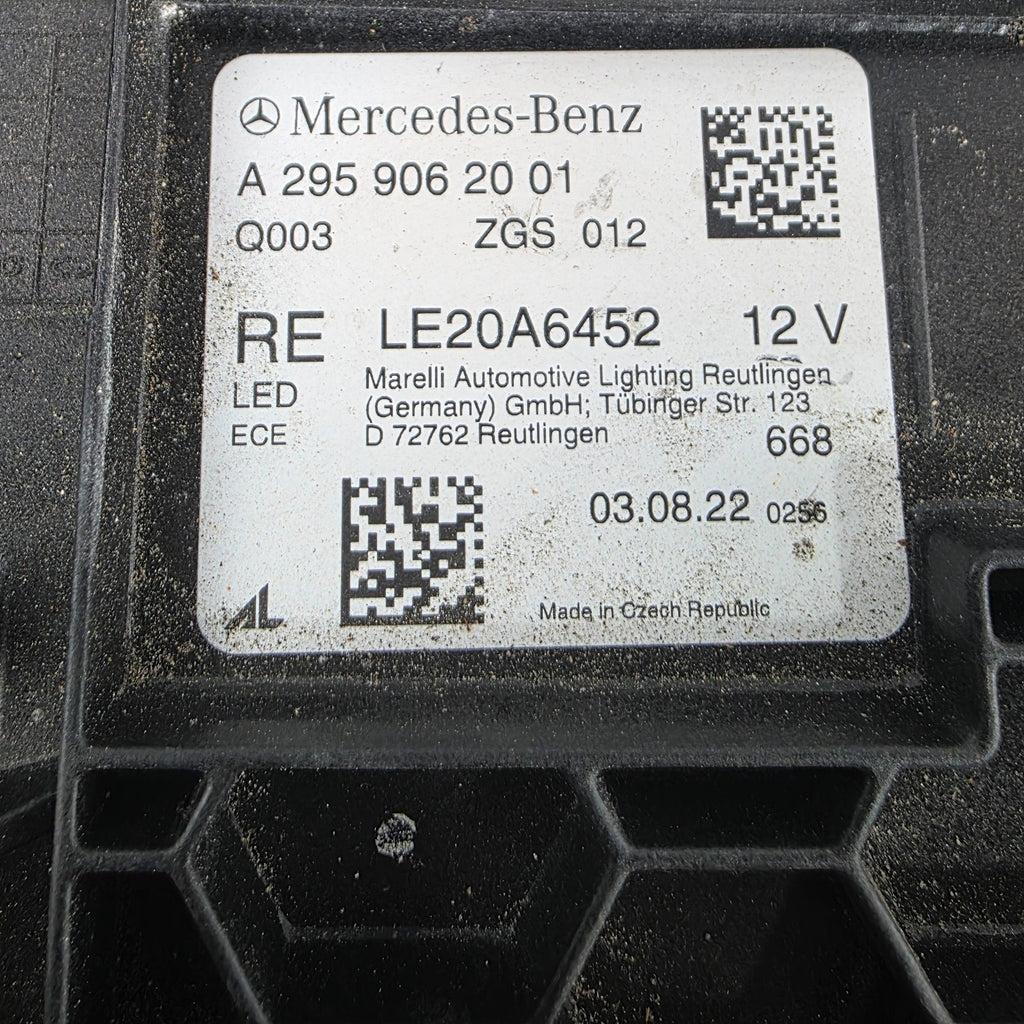 Mercedes-Benz
A 295 906 20 01
Q003 ZGS 012
RE LE20A6452 12 V
LED Marelli Automotive Lighting Reutlingen
(Germany) GmbH; Tübinger Str. 123
ECE D 72762 Reutlingen 668
03.08.22 0256
AL Made in Czech Republic